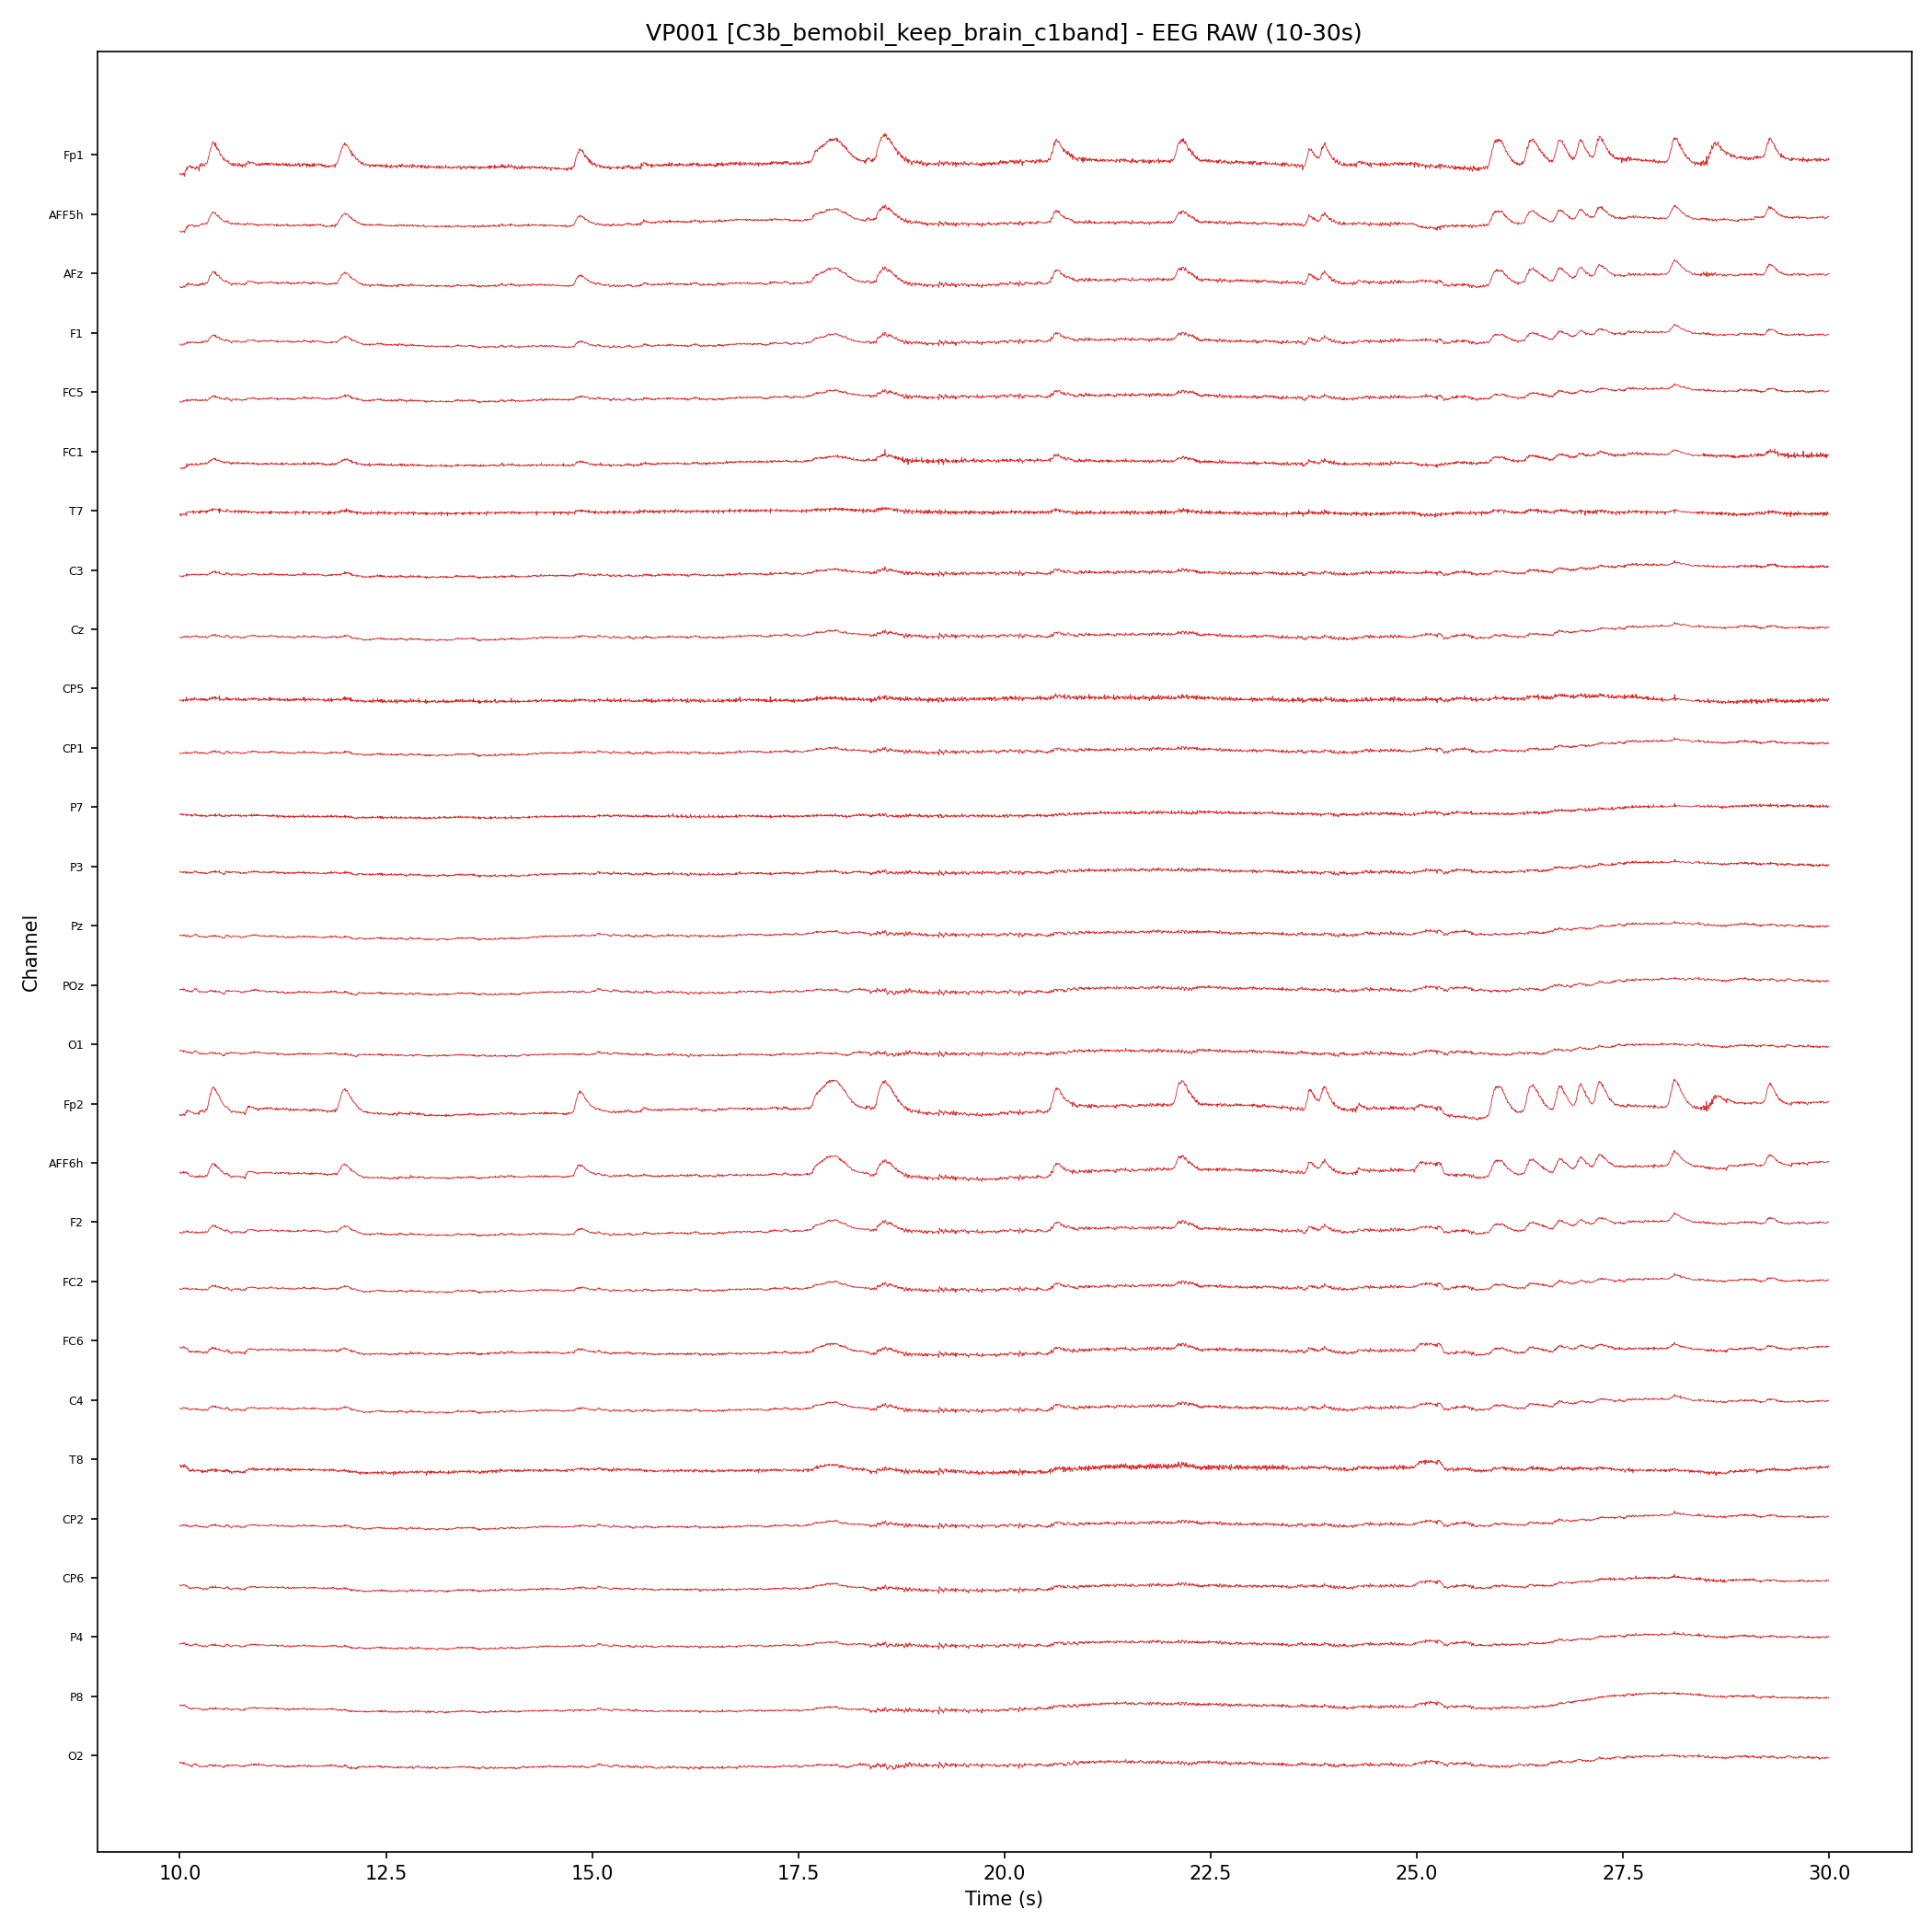 VP001 [C3b_bemobil_keep_brain_c1band] - EEG RAW (10-30s)
Channel
Fp1
AFF5h
AFz
F1
FC5
FC1
T7
C3
Cz
CP5
CP1
P7
P3
Pz
POz
O1
Fp2
AFF6h
F2
FC2
FC6
C4
T8
CP2
CP6
P4
P8
O2
10.0 12.5 15.0 17.5 20.0 22.5 25.0 27.5 30.0
Time (s)